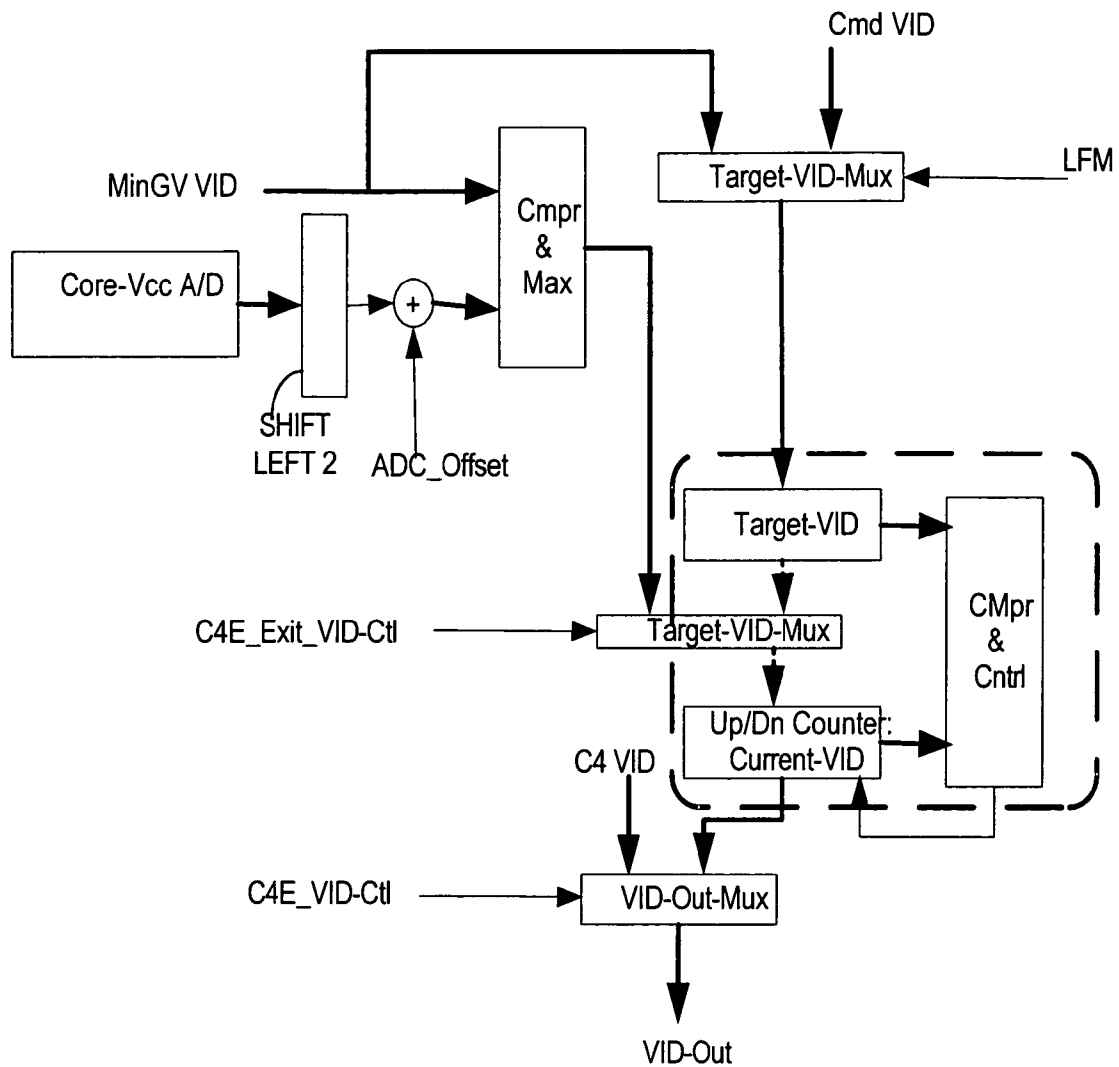 Cmd VID
MinGV VID
Cmpr
&
Max
Target-VID-Mux
LFM
Core-Vcc A/D
+
SHIFT
LEFT 2
ADC_Offset
Target-VID
C4E_Exit_VID-Ctl
Target-VID-Mux
CMpr
&
Cntrl
Up/Dn Counter:
Current-VID
C4 VID
C4E_VID-Ctl
VID-Out-Mux
VID-Out